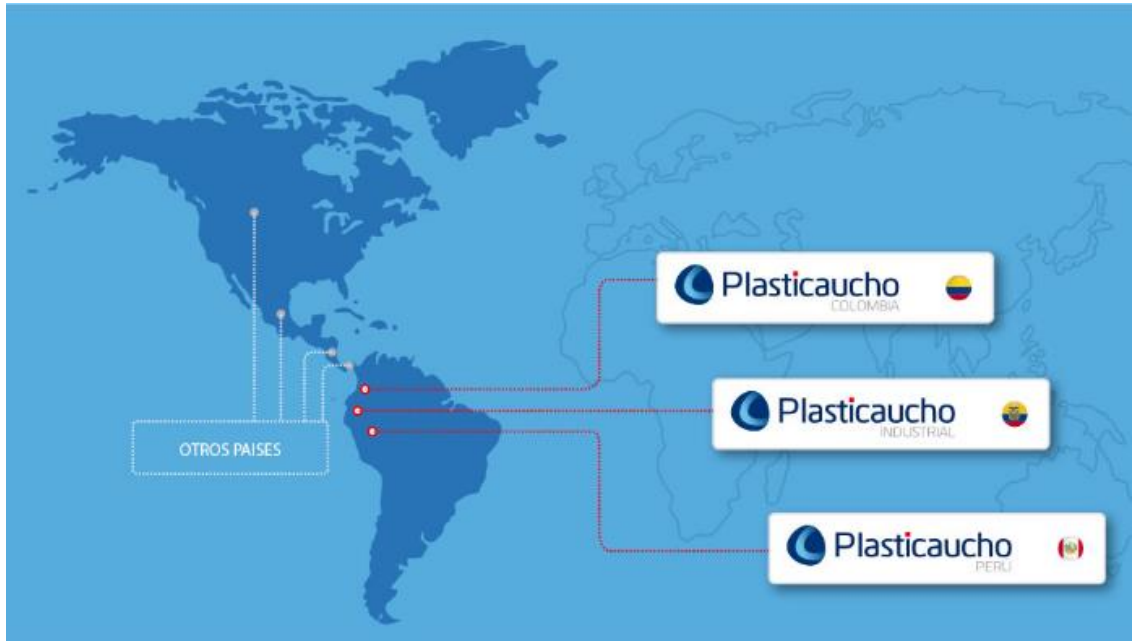 Plasticaucho
COLOMBIA
Plasticaucho
INDUSTRIAL
OTROS PAISES
Plasticaucho
PERU